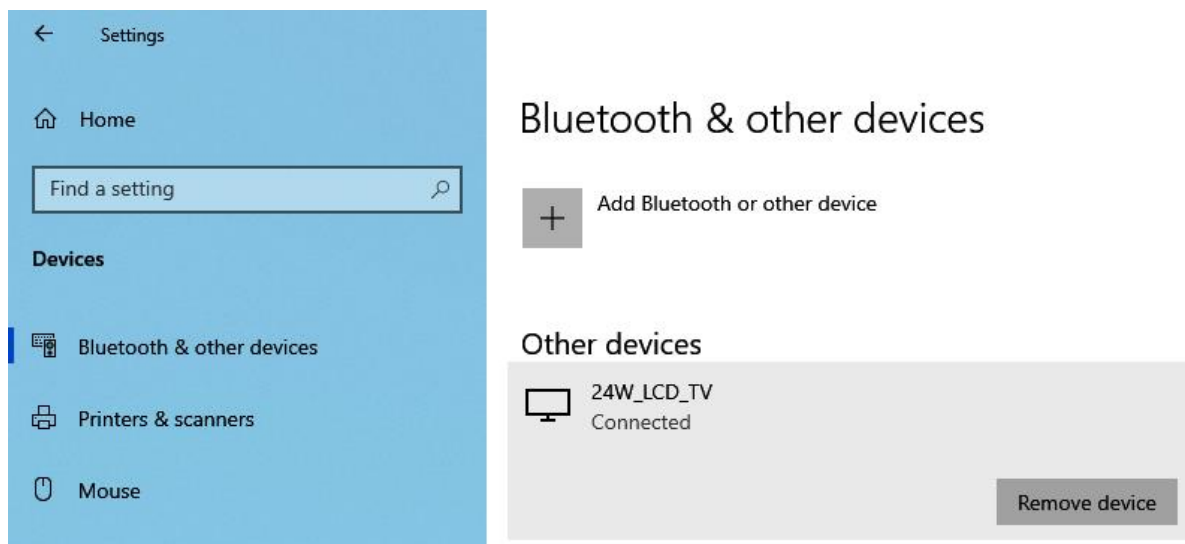 Settings
Home
Find a setting
Devices
Bluetooth & other devices
Printers & scanners
Mouse
Bluetooth & other devices
Add Bluetooth or other device
Other devices
24W_LCD_TV
Connected
Remove device